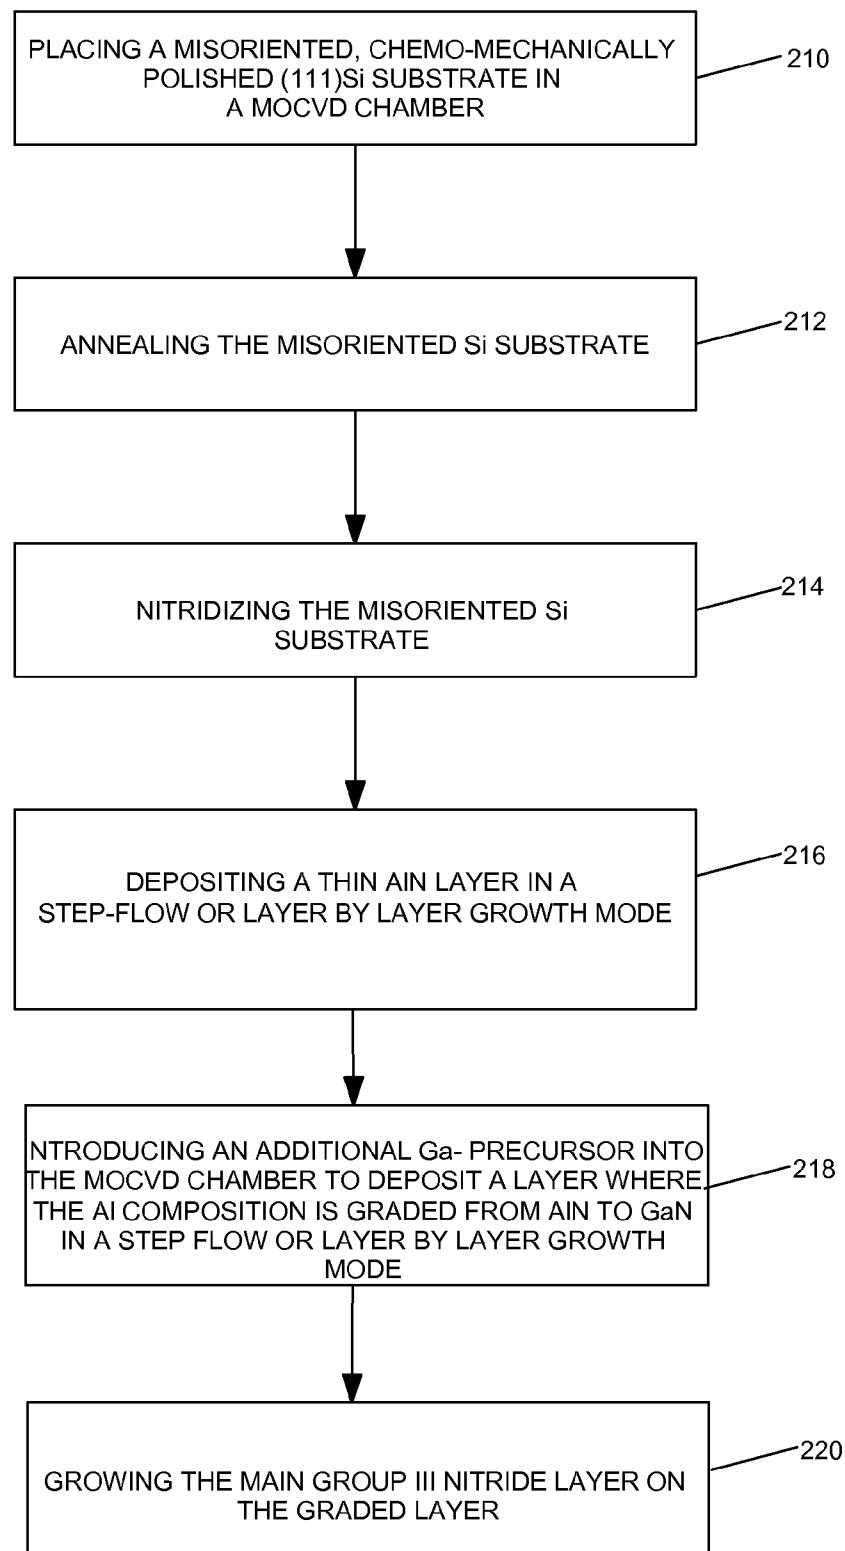 PLACING A MISORIENTED, CHEMO-MECHANICALLY
POLISHED (111)Si SUBSTRATE IN
A MOCVD CHAMBER
210
ANNEALING THE MISORIENTED Si SUBSTRATE
212
NITRIDIZING THE MISORIENTED Si
SUBSTRATE
214
DEPOSITING A THIN AlN LAYER IN A
STEP-FLOW OR LAYER BY LAYER GROWTH MODE
216
NTRODUCING AN ADDITIONAL Ga- PRECURSOR INTO
THE MOCVD CHAMBER TO DEPOSIT A LAYER WHERE
THE Al COMPOSITION IS GRADED FROM AlN TO GaN
IN A STEP FLOW OR LAYER BY LAYER GROWTH
MODE
218
GROWING THE MAIN GROUP III NITRIDE LAYER ON
THE GRADED LAYER
220